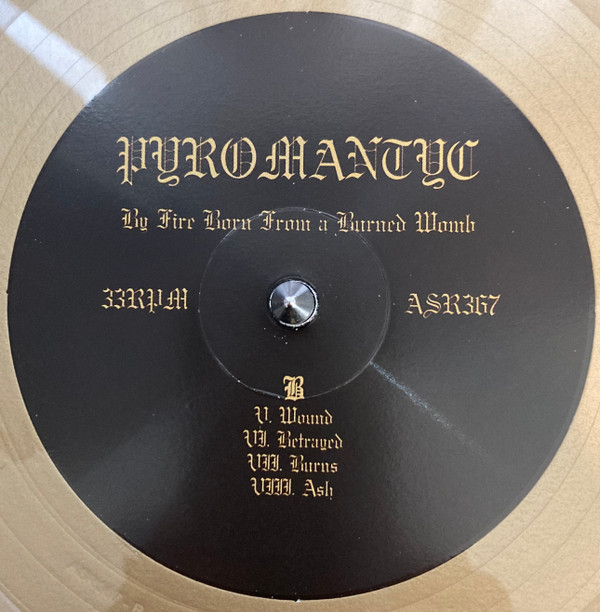 PYROMANTYC
By Fire Born From a Burned Womb
33RPM
ASR367
B
V. Wound
VI. Betrayed
VII. Burns
VIII. Ash